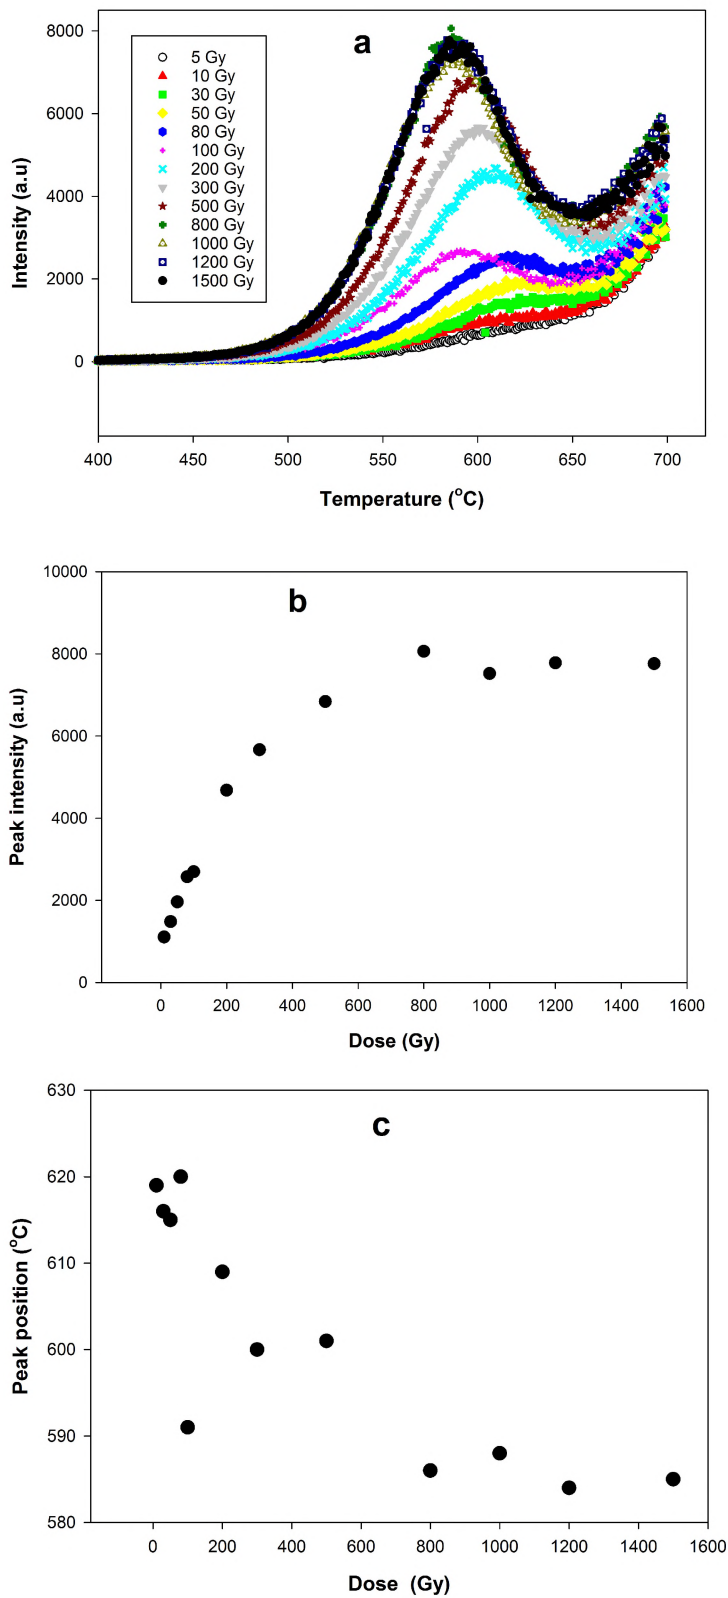 a
8000
6000
4000
2000
0
Intensity (a.u)
5 Gy
10 Gy
30 Gy
50 Gy
80 Gy
100 Gy
200 Gy
300 Gy
500 Gy
800 Gy
1000 Gy
1200 Gy
1500 Gy
400 450 500 550 600 650 700
Temperature (°C)
b
10000
8000
6000
4000
2000
0
Peak intensity (a.u)
0 200 400 600 800 1000 1200 1400 1600
Dose (Gy)
c
630
620
610
600
590
580
Peak position (°C)
0 200 400 600 800 1000 1200 1400 1600
Dose (Gy)